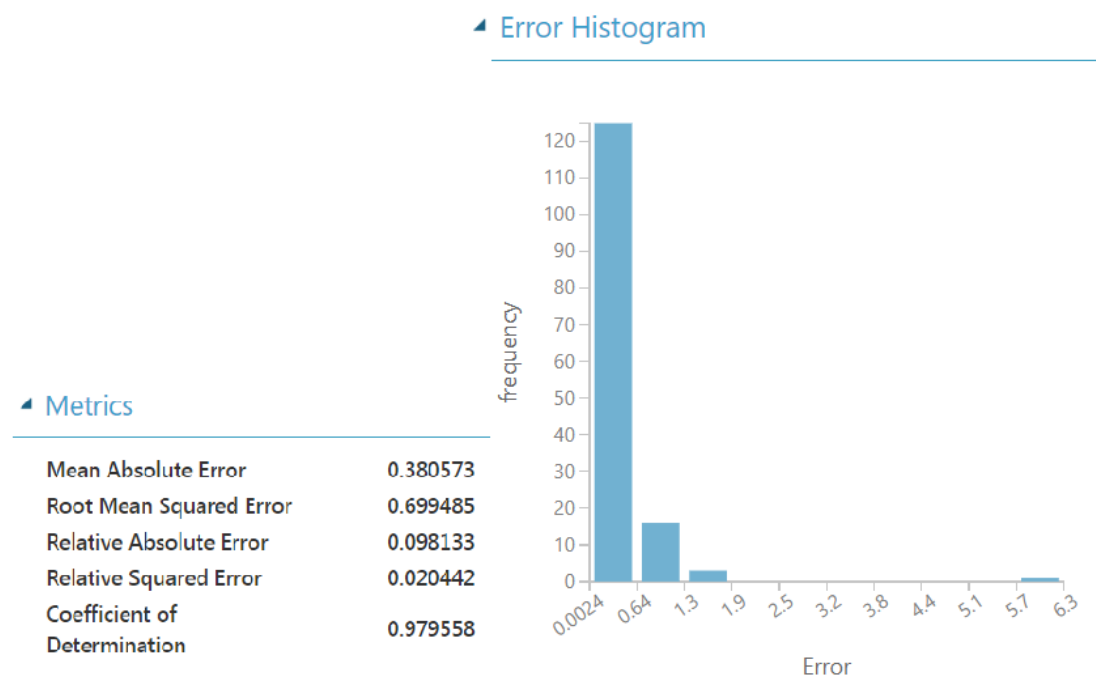 Error Histogram
120
110
100
90
80
70
60
50
40
30
20
10
0
frequency
0.0024 0.64 1.3 1.9 2.5 3.2 3.8 4.4 5.1 5.7 6.3
Error
Metrics
Mean Absolute Error 0.380573
Root Mean Squared Error 0.699485
Relative Absolute Error 0.098133
Relative Squared Error 0.020442
Coefficient of
Determination 0.979558